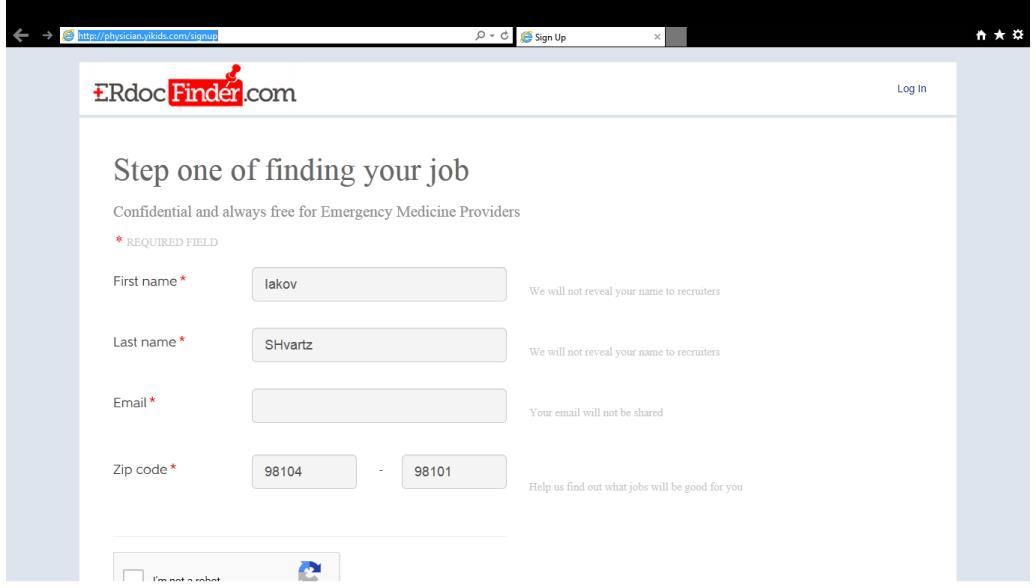 http://physician.yikids.com/signup
Sign Up
ERdocFinder.com
Log In
Step one of finding your job
Confidential and always free for Emergency Medicine Providers
* REQUIRED FIELD
First name *
Iakov
We will not reveal your name to recruiters
Last name *
SHvartz
We will not reveal your name to recruiters
Email *
Your email will not be shared
Zip code *
98104 - 98101
Help us find out what jobs will be good for you
I'm not a robot